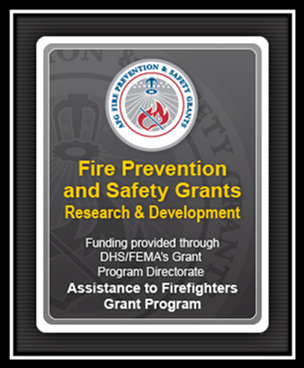 AFG FIRE PREVENTION & SAFETY GRANTS
Fire Prevention
and Safety Grants
Research & Development
Funding provided through
DHS/FEMA's Grant
Program Directorate
Assistance to Firefighters
Grant Program